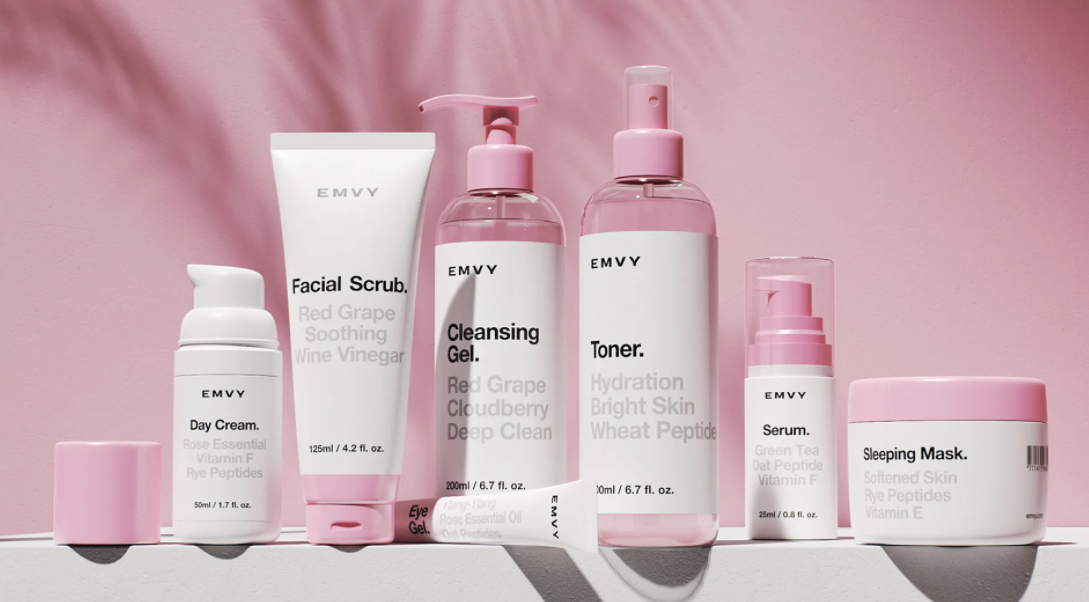 EMVY
Day Cream.
Rose Essential
Vitamin F
Rye Peptides
50ml / 1.7 fl. oz.
EMVY
Facial Scrub.
Red Grape
Soothing
Wine Vinegar
125ml / 4.2 fl. oz.
EMVY
Cleansing
Gel.
Red Grape
Cloudberry
Deep Clean
200ml / 6.7 fl. oz.
Eye
Gel.
Ylang-Ylang
Rose Essential Oil
Oat Peptides
EMVY
EMVY
Toner.
Hydration
Bright Skin
Wheat Peptide
00ml / 6.7 fl. oz.
EMVY
Serum.
Green Tea
Oat Peptide
Vitamin F
25ml / 0.8 fl. oz.
Sleeping Mask.
Softened Skin
Rye Peptides
Vitamin E